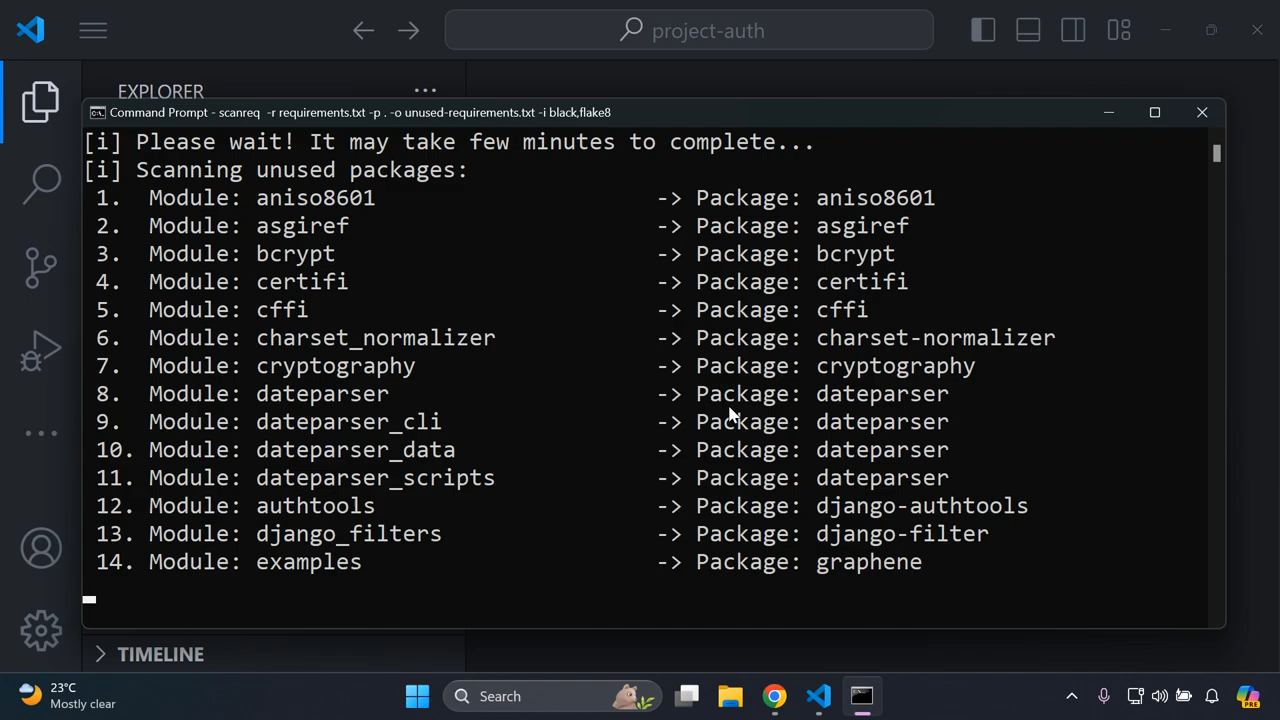 project-auth
EXPLORER
Command Prompt - scanreq -r requirements.txt -p . -o unused-requirements.txt -i black,flake8
[i] Please wait! It may take few minutes to complete...
[i] Scanning unused packages:
1. Module: aniso8601 -> Package: aniso8601
2. Module: asgiref -> Package: asgiref
3. Module: bcrypt -> Package: bcrypt
4. Module: certifi -> Package: certifi
5. Module: cffi -> Package: cffi
6. Module: charset_normalizer -> Package: charset-normalizer
7. Module: cryptography -> Package: cryptography
8. Module: dateparser -> Package: dateparser
9. Module: dateparser_cli -> Package: dateparser
10. Module: dateparser_data -> Package: dateparser
11. Module: dateparser_scripts -> Package: dateparser
12. Module: authtools -> Package: django-authtools
13. Module: django_filters -> Package: django-filter
14. Module: examples -> Package: graphene
TIMELINE
23°C
Mostly clear
Search
PRE